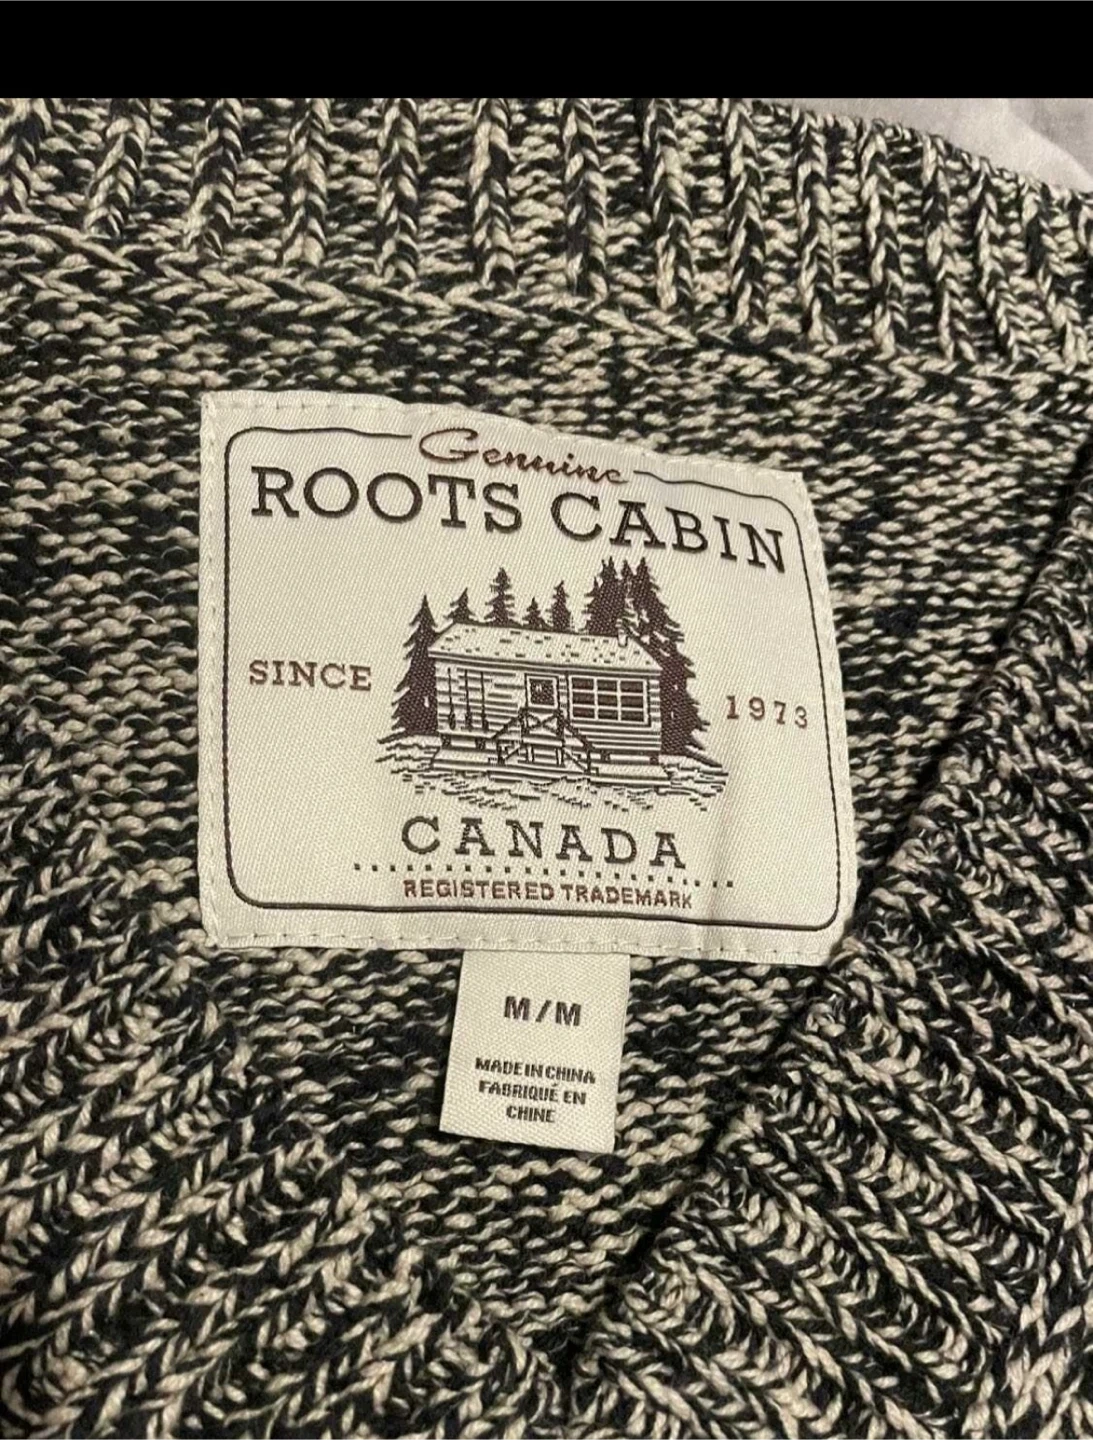 Genuine
ROOTS CABIN
SINCE 1973
CANADA
REGISTERED TRADEMARK
M/M
MADE IN CHINA
FABRIQUÉ EN
CHINE